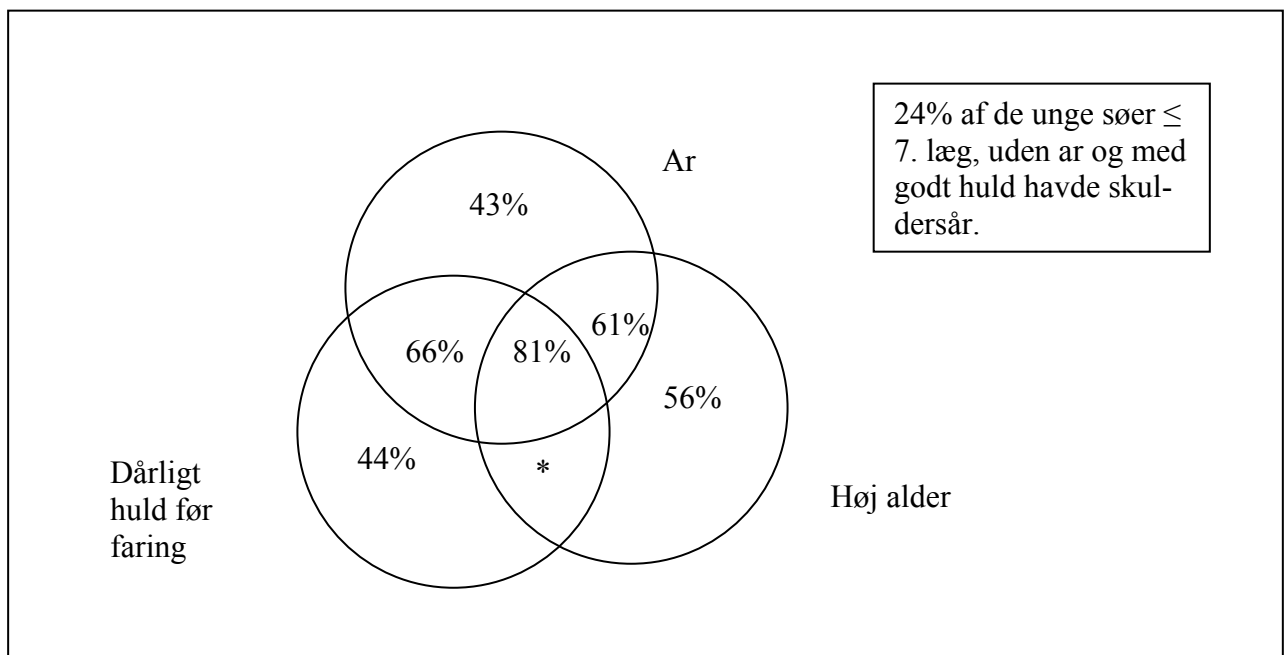 24% af de unge søer ≤
7. læg, uden ar og med
godt huld havde skul-
dersår.
Ar
43%
61%
66%
81%
56%
44%
*
Dårligt
huld før
faring
Høj alder